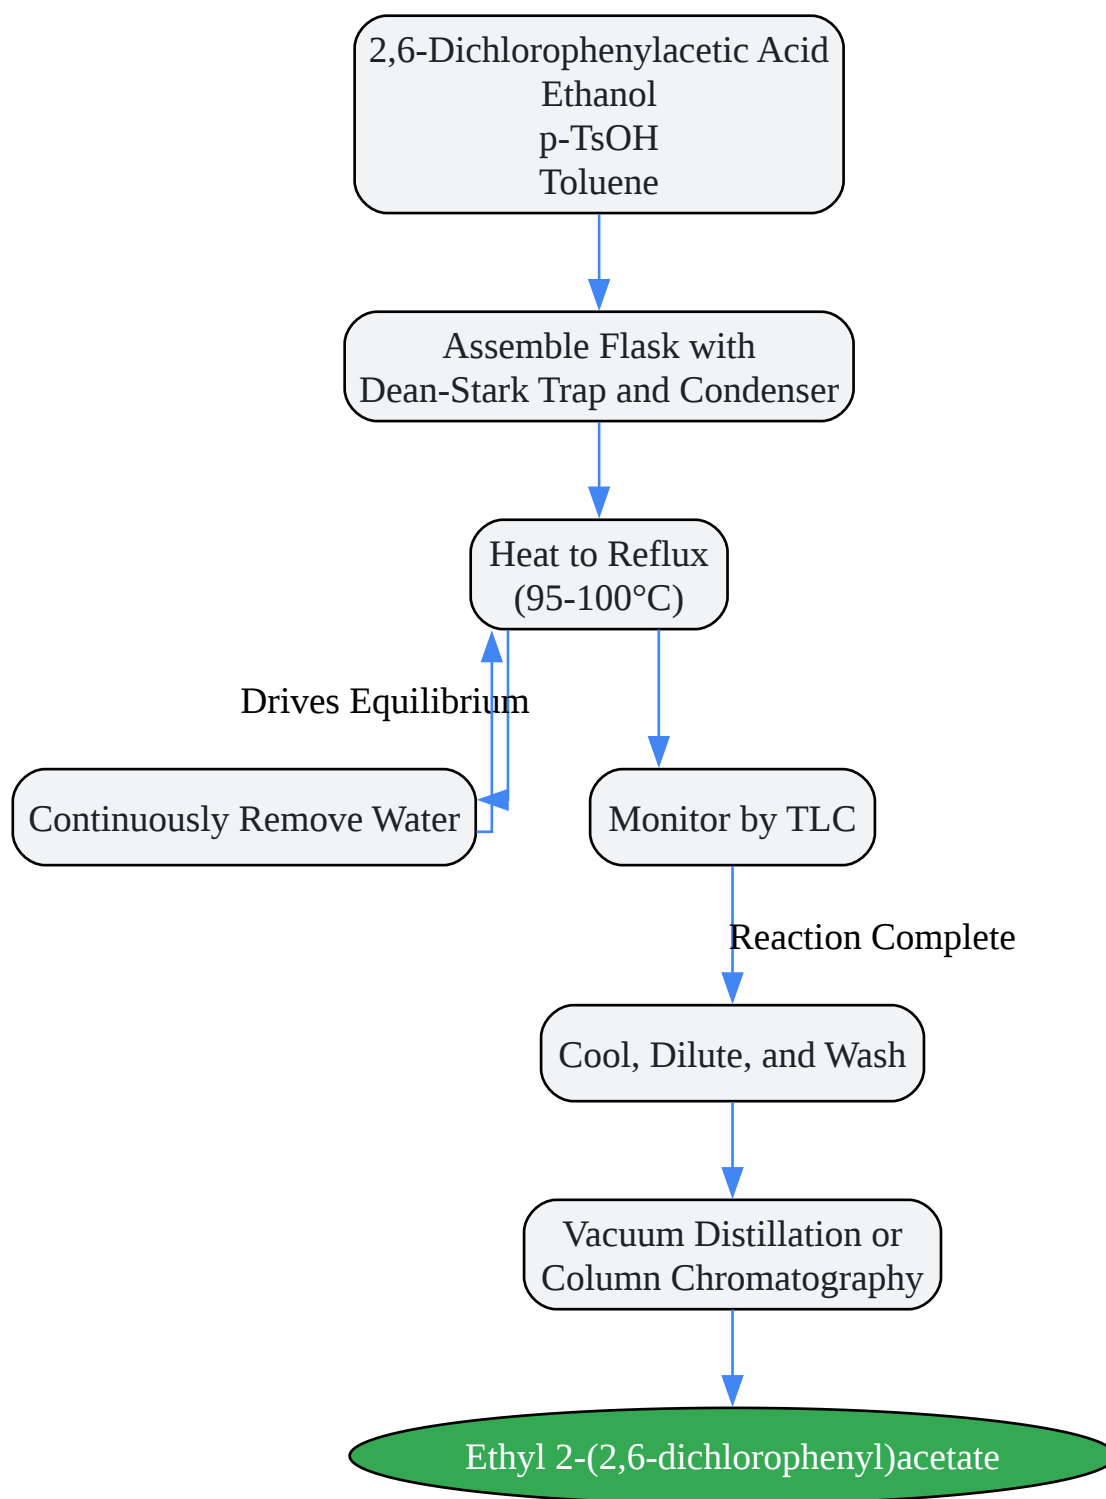 2,6-Dichlorophenylacetic Acid
Ethanol
p-TsOH
Toluene
Assemble Flask with
Dean-Stark Trap and Condenser
Heat to Reflux
(95-100°C)
Drives Equilibrium
Continuously Remove Water
Monitor by TLC
Reaction Complete
Cool, Dilute, and Wash
Vacuum Distillation or
Column Chromatography
Ethyl 2-(2,6-dichlorophenyl)acetate